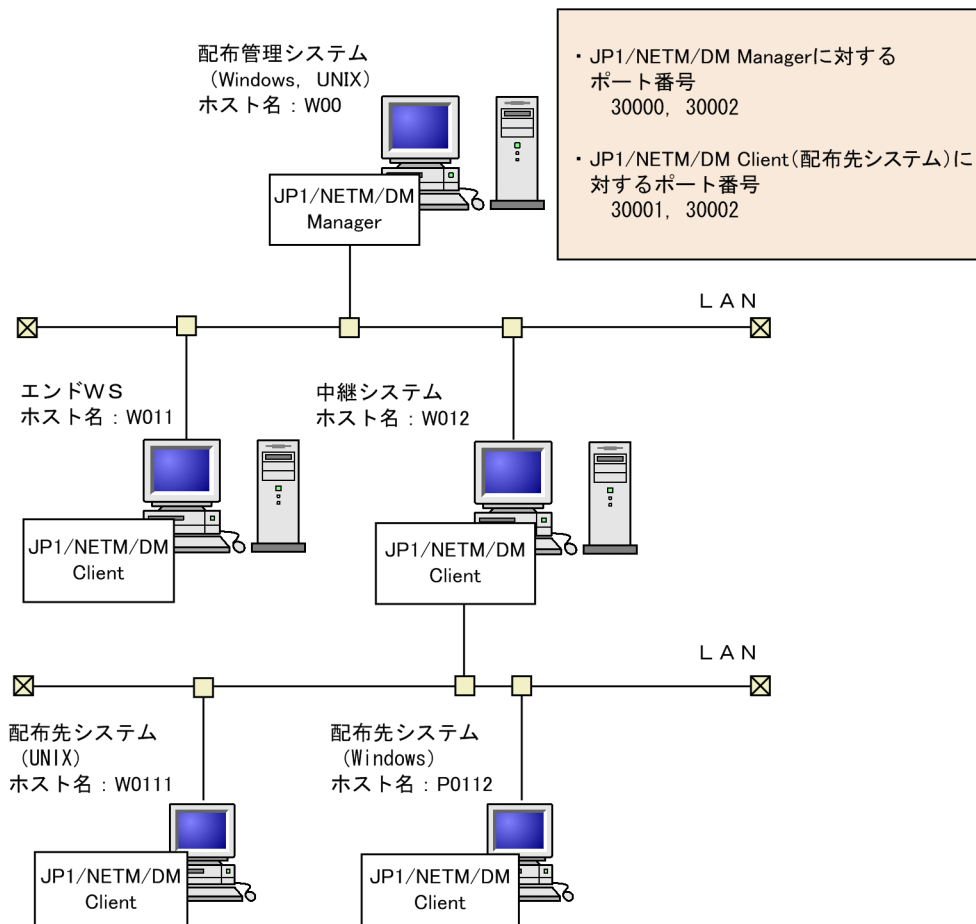 配布管理システム
（Windows, UNIX）
ホスト名：W00
JP1/NETM/DM
Manager
・JP1/NETM/DM Managerに対する
ポート番号
30000, 30002
・JP1/NETM/DM Client(配布先システム)に
対するポート番号
30001, 30002
ＬＡＮ
エンドＷＳ
ホスト名：W011
JP1/NETM/DM
Client
中継システム
ホスト名：W012
JP1/NETM/DM
Client
ＬＡＮ
配布先システム
（UNIX）
ホスト名：W0111
JP1/NETM/DM
Client
配布先システム
（Windows）
ホスト名：P0112
JP1/NETM/DM
Client